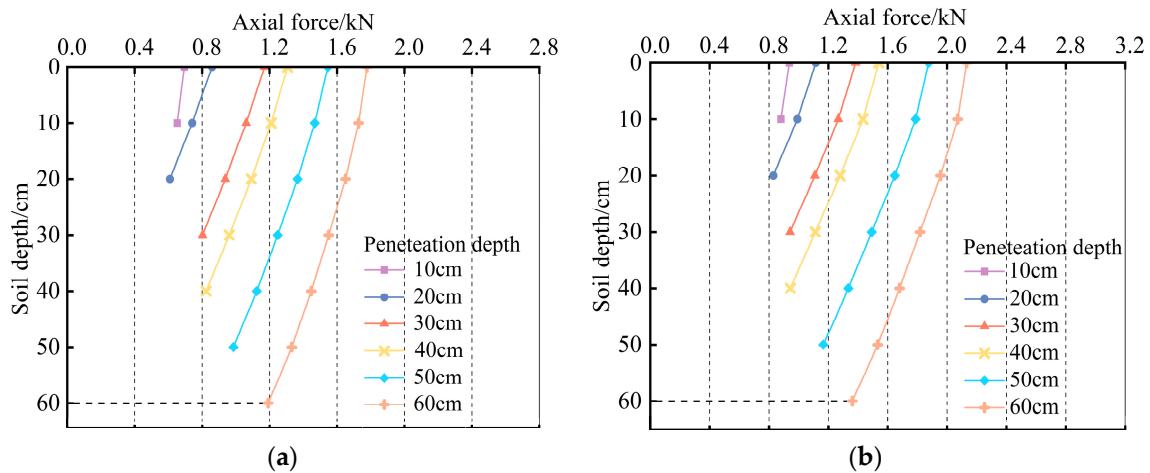 Axial force/kN
0.0 0.4 0.8 1.2 1.6 2.0 2.4 2.8
0
10
20
30
40
50
60
Soil depth/cm
Peneteation depth
10cm
20cm
30cm
40cm
50cm
60cm
(a)
Axial force/kN
0.0 0.4 0.8 1.2 1.6 2.0 2.4 2.8 3.2
0
10
20
30
40
50
60
Soil depth/cm
Peneteation depth
10cm
20cm
30cm
40cm
50cm
60cm
(b)